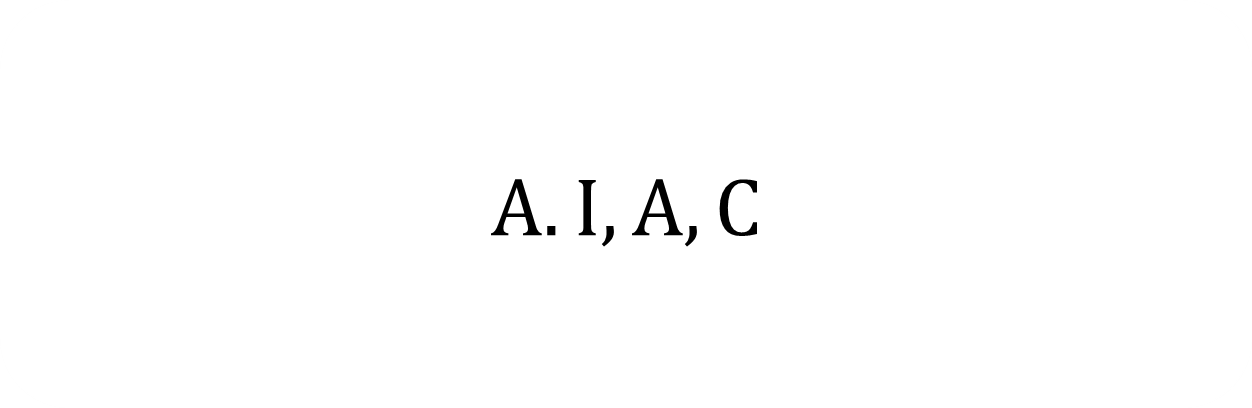 A. I, A, C